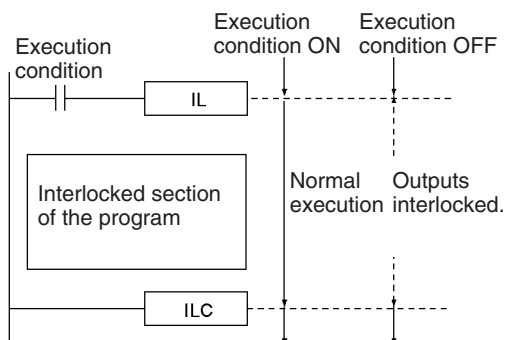 Execution
condition
Execution
condition ON
Execution
condition OFF
IL
Interlocked section
of the program
Normal
execution
Outputs
interlocked.
ILC